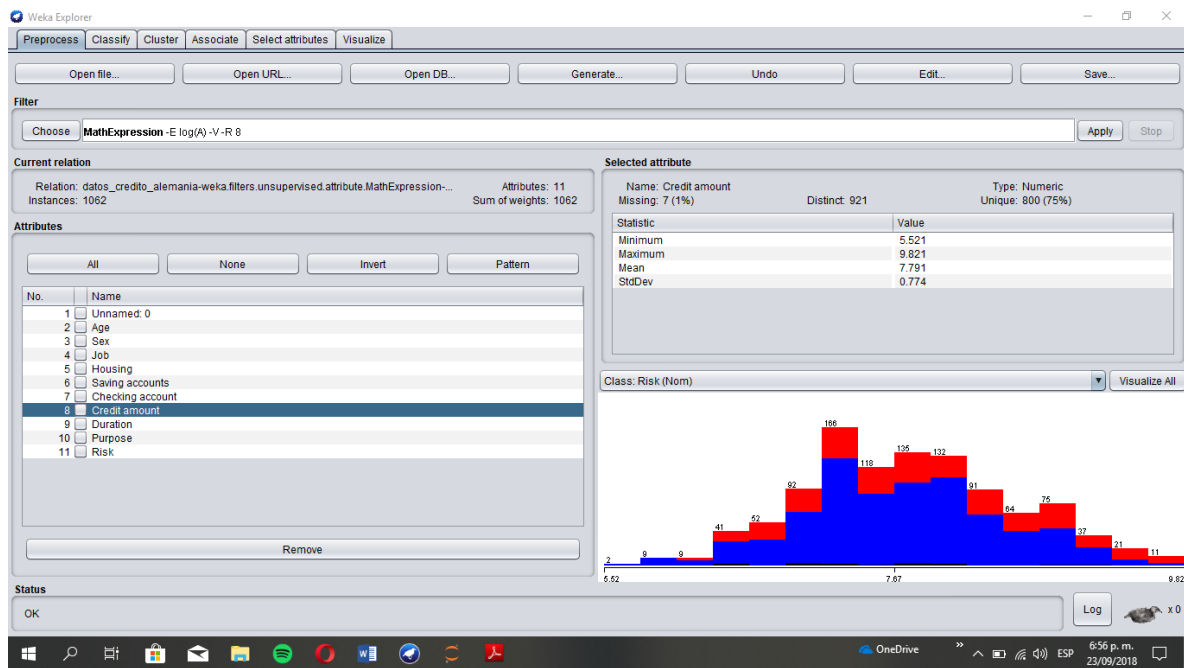 Weka Explorer
Preprocess Classify Cluster Associate Select attributes Visualize
Open file... Open URL... Open DB... Generate... Undo Edit... Save...
Filter
Choose MathExpression -E log(A) -V -R 8 Apply Stop
Current relation
Relation: datos_credito_alemania-weka.filters.unsupervised.attribute.MathExpression-... Attributes: 11
Instances: 1062 Sum of weights: 1062
Attributes
All None Invert Pattern
No. Name
1 Unnamed: 0
2 Age
3 Sex
4 Job
5 Housing
6 Saving accounts
7 Checking account
8 Credit amount
9 Duration
10 Purpose
11 Risk
Remove
Selected attribute
Name: Credit amount Type: Numeric
Missing: 7 (1%) Distinct: 921 Unique: 800 (75%)
Statistic Value
Minimum 5.521
Maximum 9.821
Mean 7.791
StdDev 0.774
Class: Risk (Nom) Visualize All
2 9 9 41 52 92 166 118 135 132 91 64 75 37 21 11
5.52 7.67 9.82
Status
OK Log x 0
OneDrive ESP 6:56 p. m.
23/09/2018